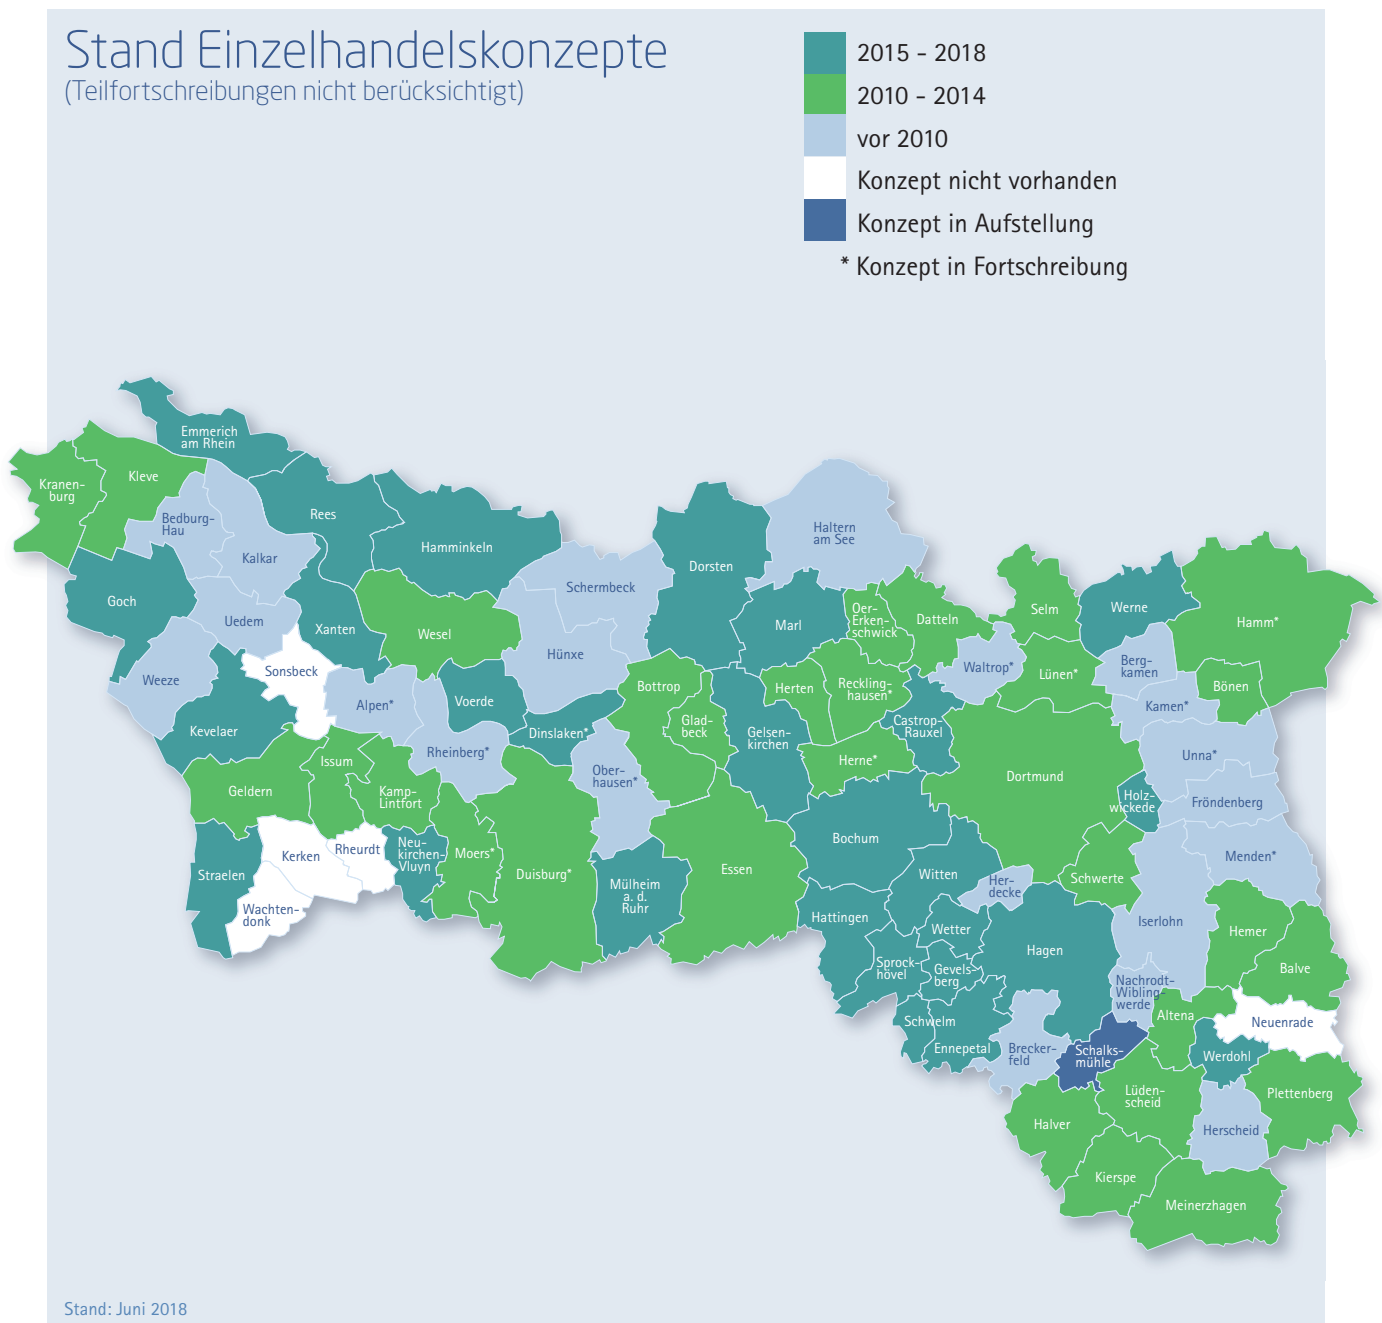 Stand Einzelhandelskonzepte
(Teilfortschreibungen nicht berücksichtigt)
2015 - 2018
2010 - 2014
vor 2010
Konzept nicht vorhanden
Konzept in Aufstellung
* Konzept in Fortschreibung
Emmerich
am Rhein
Kleve
Kranen-
burg
Rees
Bedburg-
Hau
Kalkar
Hamminkeln
Haltern
am See
Dorsten
Schermbeck
Goch
Uedem
Xanten
Wesel
Hünxe
Marl
Oer-
Erken-
schwick
Datteln
Selm
Werne
Hamm*
Sonsbeck
Weeze
Alpen*
Voerde
Bottrop
Herten
Reckling-
hausen*
Waltrop*
Lünen*
Berg-
kamen
Bönen
Kamen*
Kevelaer
Rheinberg*
Dinslaken*
Glad-
beck
Gelsen-
kirchen
Castrop-
Rauxel
Unna*
Issum
Ober-
hausen*
Herne*
Dortmund
Geldern
Kamp-
Lintfort
Holz-
wickede
Fröndenberg
Kerken
Rheurdt
Neu-
kirchen-
Vluyn
Moers*
Bochum
Menden*
Straelen
Duisburg*
Mülheim
a. d.
Ruhr
Essen
Witten
Her-
decke
Schwerte
Wachten-
donk
Hattingen
Wetter
Hagen
Iserlohn
Hemer
Sprock-
hövel
Gevels-
berg
Balve
Nachrodt-
Wibling-
werde
Schwelm
Altena
Neuenrade
Ennepetal
Brecker-
feld
Schalks-
mühle
Werdohl
Lüden-
scheid
Plettenberg
Halver
Herscheid
Kierspe
Meinerzhagen
Stand: Juni 2018